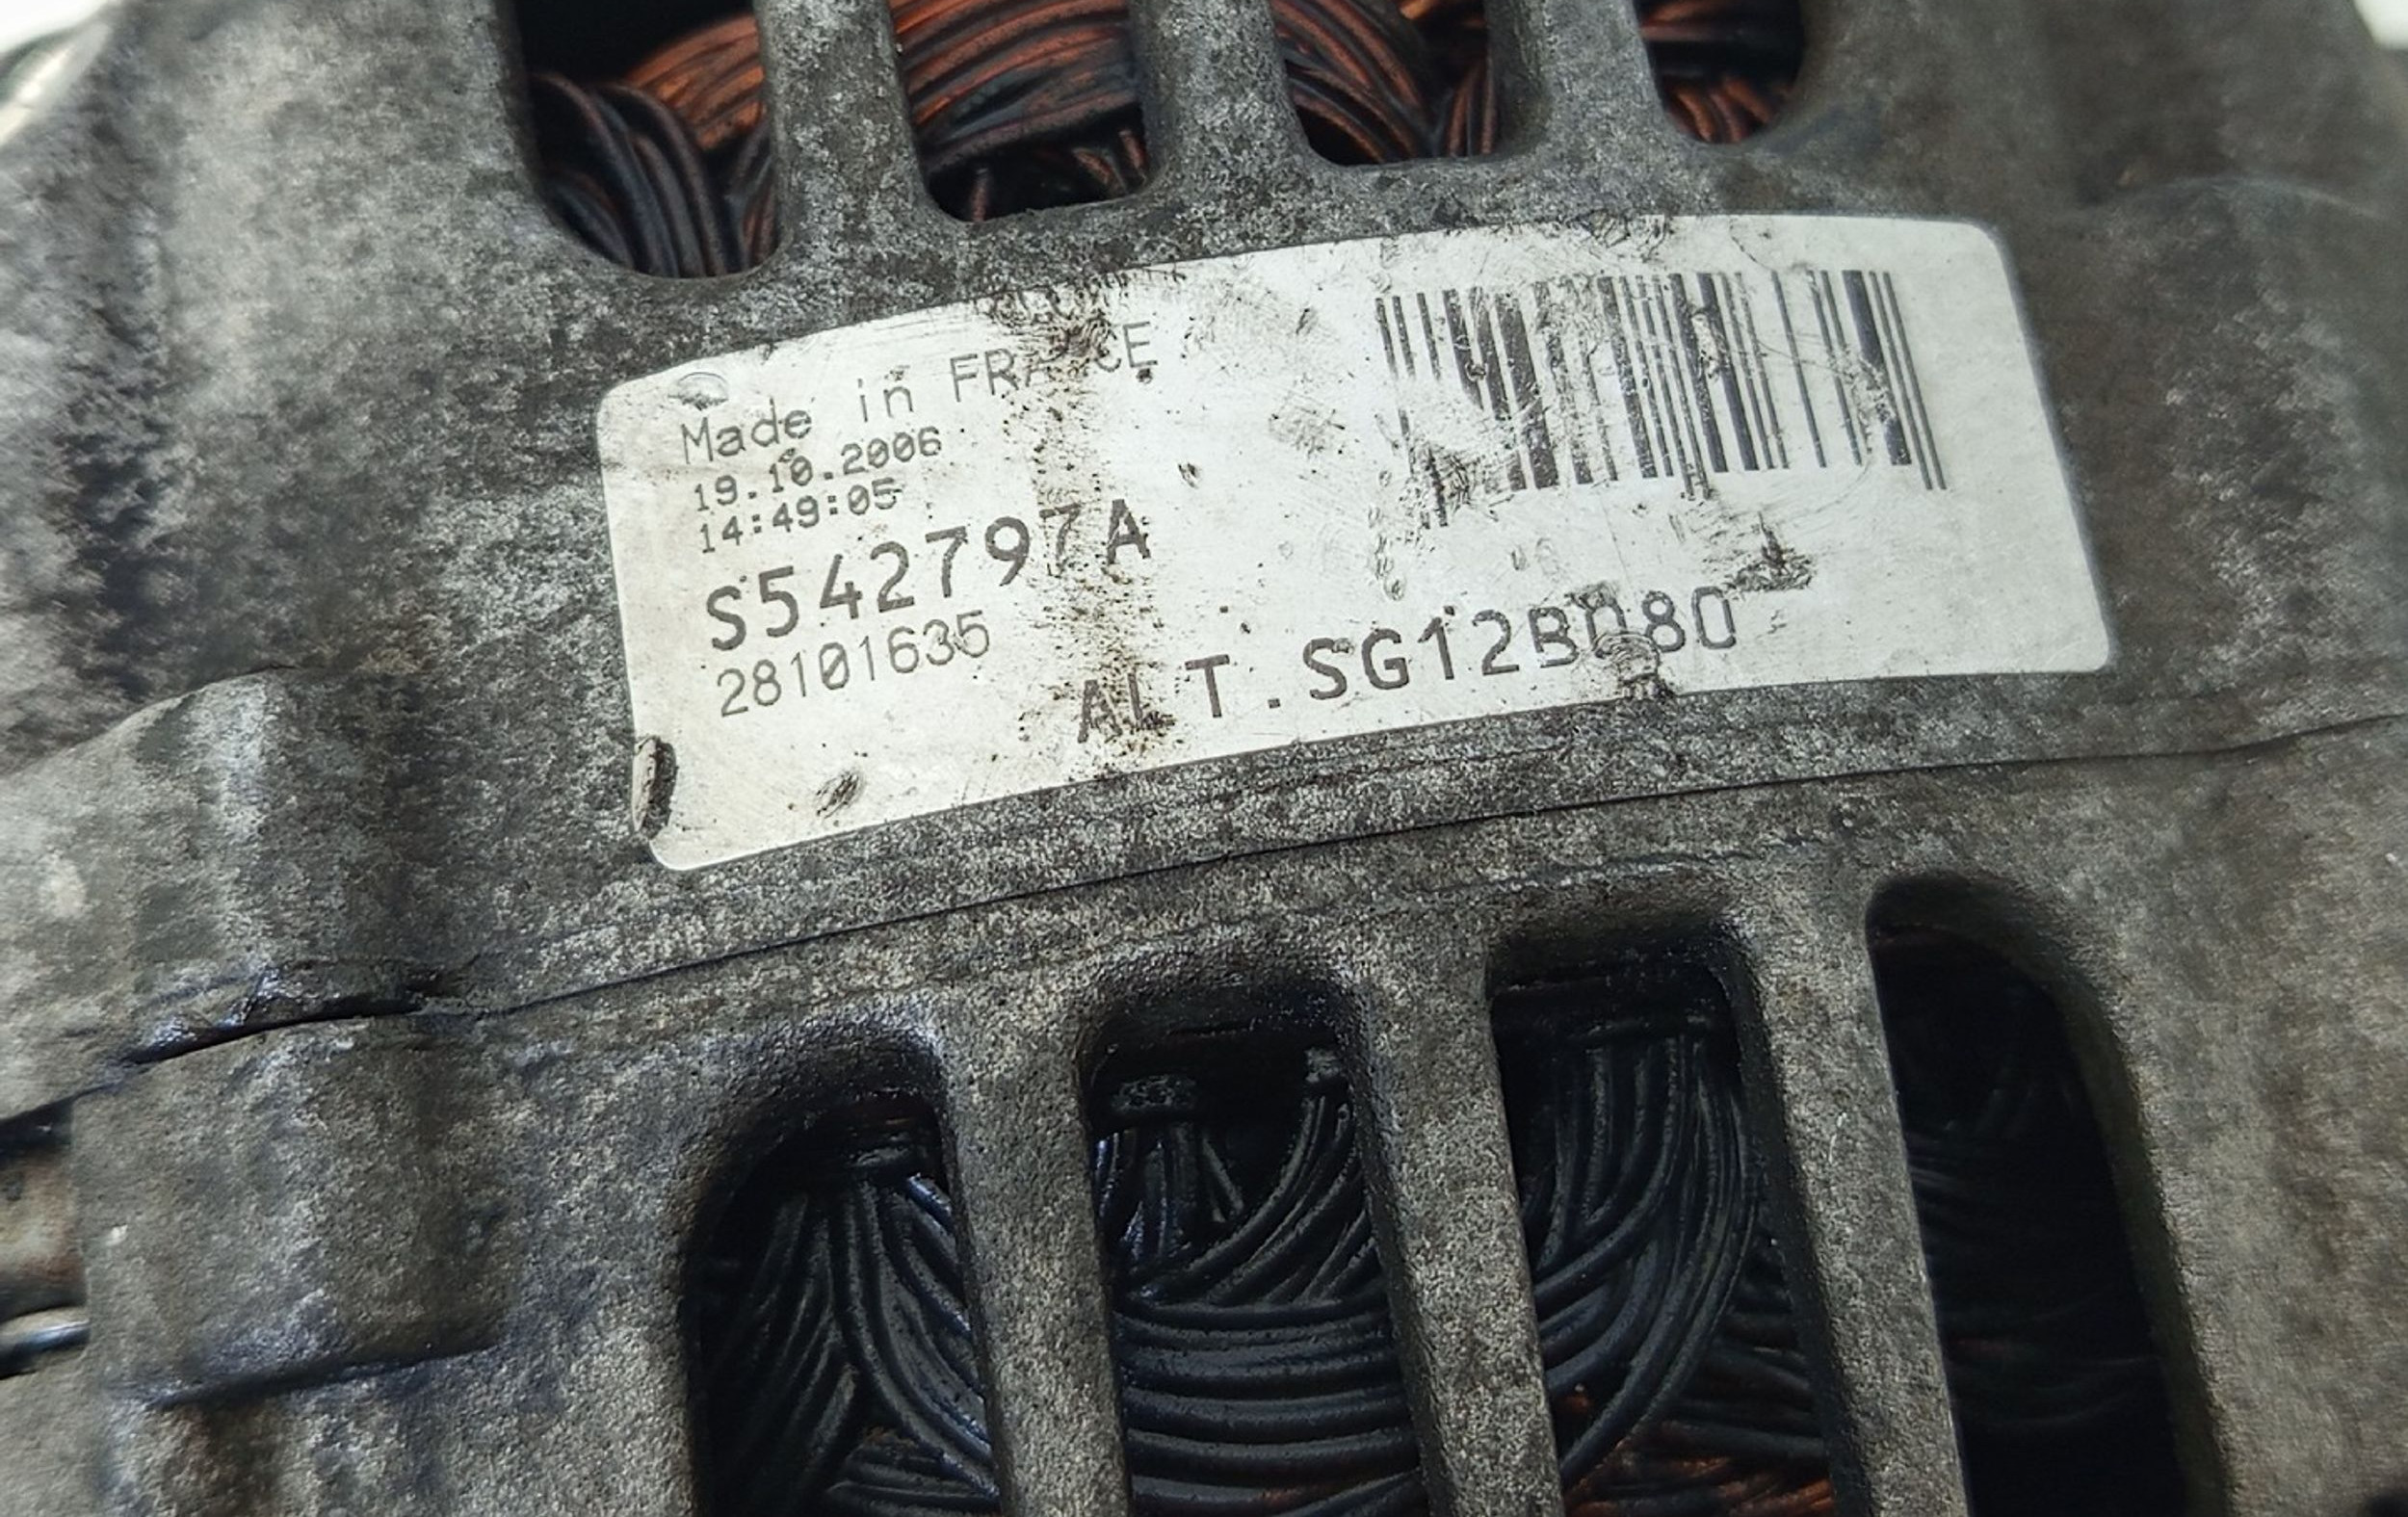 Made in FRANCE
19.10.2006
14:49:05
S542797A
28101635
ALT.SG12B080